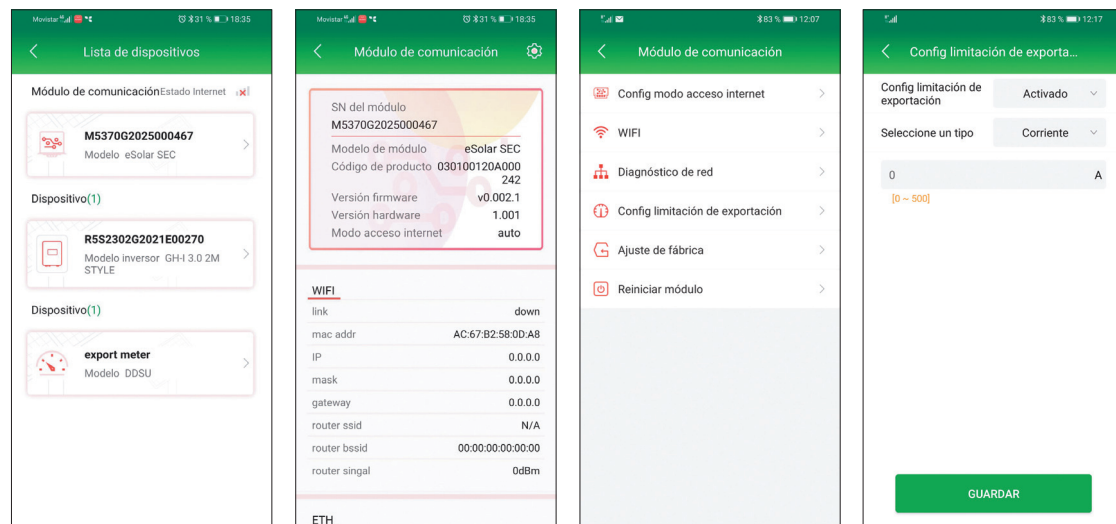 Movistar 18:35
31 %
Lista de dispositivos
Módulo de comunicación Estado Internet
M5370G2025000467
Modelo eSolar SEC
Dispositivo(1)
R5S2302G2021E00270
Modelo inversor GH-I 3.0 2M
STYLE
Dispositivo(1)
export meter
Modelo DDSU
Movistar 31 % 18:35
Módulo de comunicación
SN del módulo
M5370G2025000467
Modelo de módulo eSolar SEC
Código de producto 030100120A000
242
Versión firmware v0.002.1
Versión hardware 1.001
Modo acceso internet auto
WIFI
link down
mac addr AC:67:B2:58:0D:A8
IP 0.0.0.0
mask 0.0.0.0
gateway 0.0.0.0
router ssid N/A
router bssid 00:00:00:00:00:00
router singal 0dBm
ETH
83 % 12:07
Módulo de comunicación
Config modo acceso internet
WIFI
Diagnóstico de red
Config limitación de exportación
Ajuste de fábrica
Reiniciar módulo
83 % 12:17
Config limitación de exporta...
Config limitación de
exportación Activado
Seleccione un tipo Corriente
0 A
[0 ~ 500]
GUARDAR